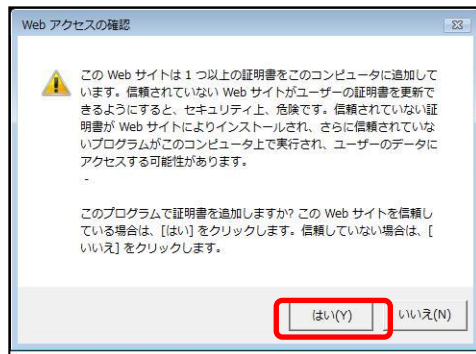 Web アクセスの確認
この Web サイトは 1 つ以上の証明書をこのコンピュータに追加して
います。信頼されていない Web サイトがユーザーの証明書を更新で
きるようにすると、セキュリティ上、危険です。信頼されていない証
明書が Web サイトによりインストールされ、さらに信頼されていな
いプログラムがこのコンピュータ上で実行され、ユーザーのデータに
アクセスする可能性があります。
-
このプログラムで証明書を追加しますか? この Web サイトを信頼し
ている場合は、[はい] をクリックします。信頼していない場合は、[
いいえ] をクリックします。
はい(Y)
いいえ(N)